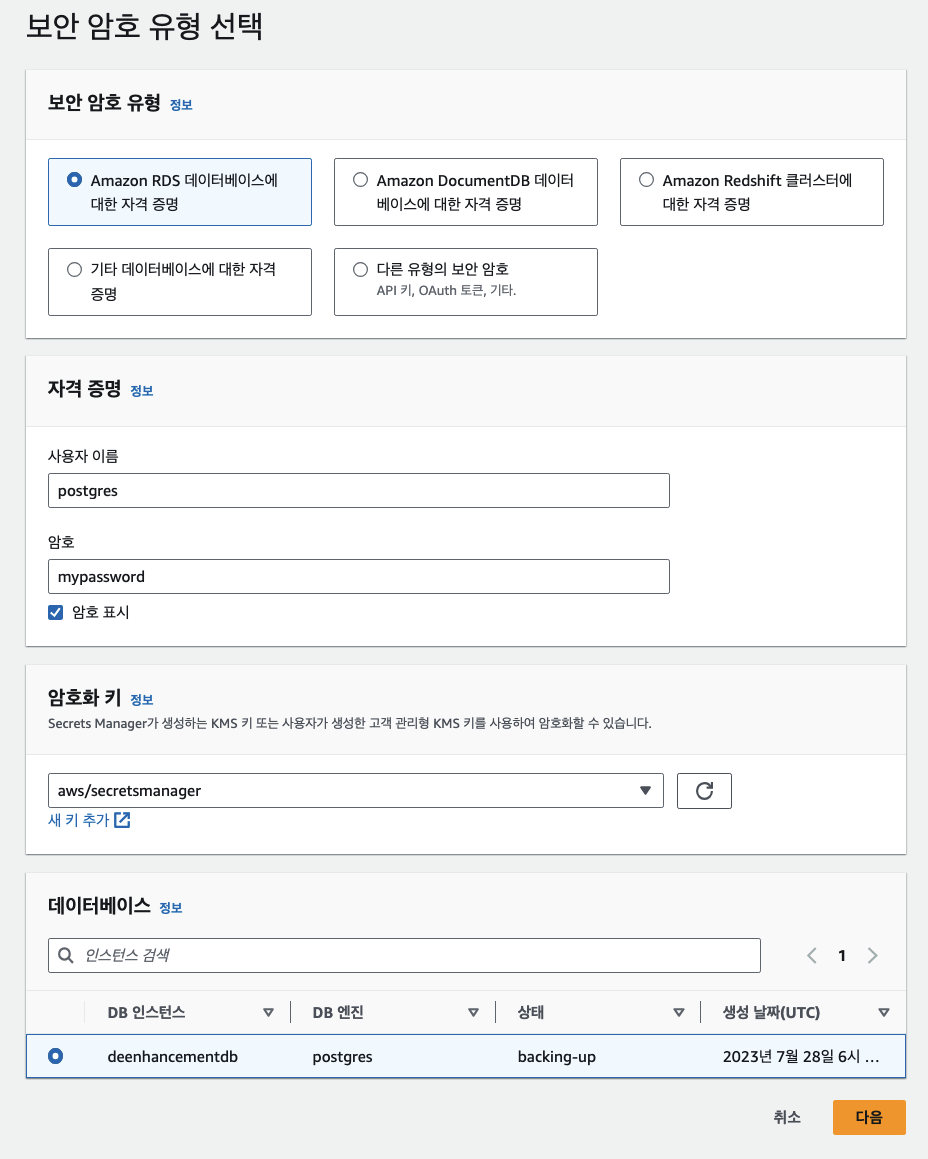 보안 암호 유형 선택
보안 암호 유형 정보
Amazon RDS 데이터베이스에
대한 자격 증명
Amazon DocumentDB 데이터
베이스에 대한 자격 증명
Amazon Redshift 클러스터에
대한 자격 증명
기타 데이터베이스에 대한 자격
증명
다른 유형의 보안 암호
API 키, OAuth 토큰, 기타.
자격 증명 정보
사용자 이름
postgres
암호
mypassword
암호 표시
암호화 키 정보
Secrets Manager가 생성하는 KMS 키 또는 사용자가 생성한 고객 관리형 KMS 키를 사용하여 암호화할 수 있습니다.
aws/secretsmanager
새 키 추가
데이터베이스 정보
인스턴스 검색
1
DB 인스턴스 DB 엔진 상태 생성 날짜(UTC)
deenhancementdb postgres backing-up 2023년 7월 28일 6시 ...
취소 다음